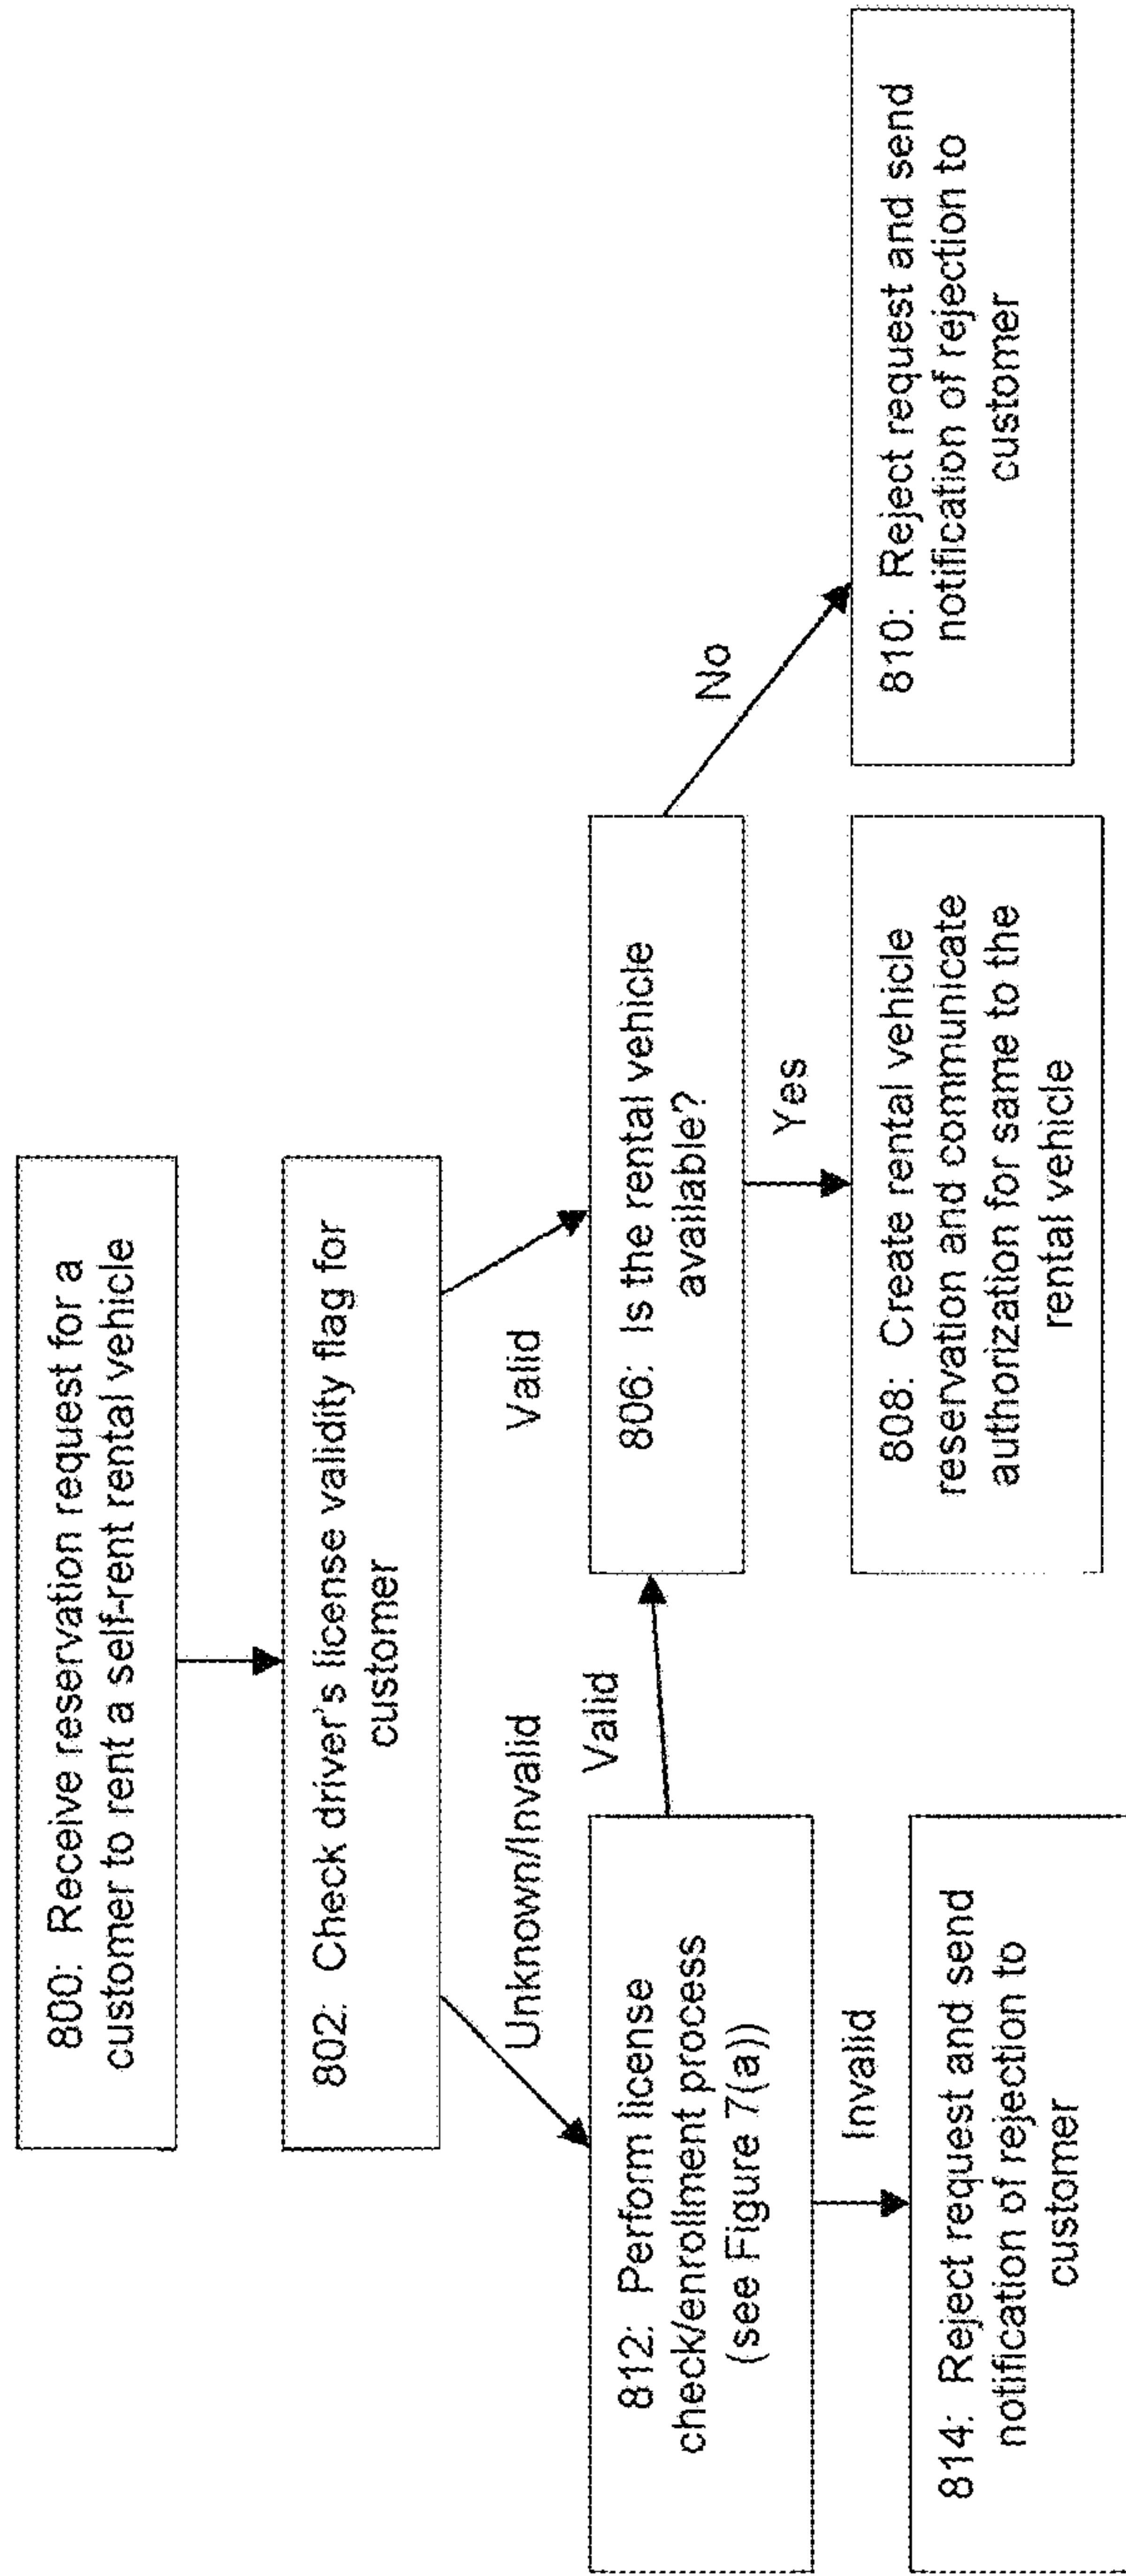 800: Receive reservation request for a
customer to rent a self-rent rental vehicle
802: Check driver's license validity flag for
customer
Unknown/Invalid
Valid
812: Perform license
check/enrollment process
(see Figure 7(a))
Valid
806: Is the rental vehicle
available?
No
Invalid
Yes
814: Reject request and send
notification of rejection to
customer
808: Create rental vehicle
reservation and communicate
authorization for same to the
rental vehicle
810: Reject request and send
notification of rejection to
customer